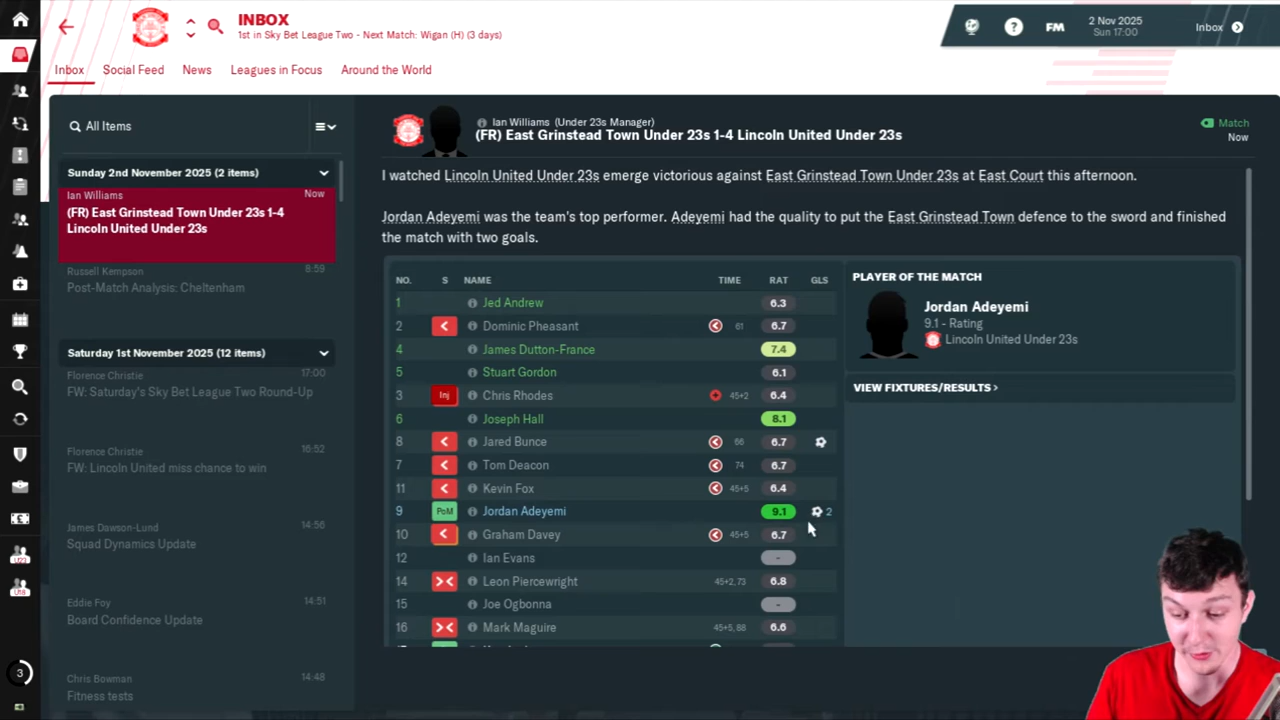 INBOX
1st in Sky Bet League Two - Next Match: Wigan (H) (3 days)
FM
2 Nov 2025
Sun 17:00
Inbox
Inbox
Social Feed
News
Leagues in Focus
Around the World
All Items
Sunday 2nd November 2025 (2 items)
Ian Williams
Now
(FR) East Grinstead Town Under 23s 1-4
Lincoln United Under 23s
Russell Kempson
8:59
Post-Match Analysis: Cheltenham
Saturday 1st November 2025 (12 items)
Florence Christie
17:00
FW: Saturday's Sky Bet League Two Round-Up
Florence Christie
16:52
FW: Lincoln United miss chance to win
James Dawson-Lund
14:56
Squad Dynamics Update
Eddie Foy
14:51
Board Confidence Update
Chris Bowman
14:48
Fitness tests
U23
U18
3
Ian Williams (Under 23s Manager)
(FR) East Grinstead Town Under 23s 1-4 Lincoln United Under 23s
Match
Now
I watched Lincoln United Under 23s emerge victorious against East Grinstead Town Under 23s at East Court this afternoon.
Jordan Adeyemi was the team's top performer. Adeyemi had the quality to put the East Grinstead Town defence to the sword and finished
the match with two goals.
NO. S NAME TIME RAT GLS
1 Jed Andrew 6.3
2 Dominic Pheasant 61 6.7
4 James Dutton-France 7.4
5 Stuart Gordon 6.1
3 Inj Chris Rhodes 45+2 6.4
6 Joseph Hall 8.1
8 Jared Bunce 66 6.7
7 Tom Deacon 74 6.7
11 Kevin Fox 45+5 6.4
9 PoM Jordan Adeyemi 9.1 2
10 Graham Davey 45+5 6.7
12 Ian Evans -
14 Leon Piercewright 45+2,73 6.8
15 Joe Ogbonna -
16 Mark Maguire 45+5,88 6.6
PLAYER OF THE MATCH
Jordan Adeyemi
9.1 - Rating
Lincoln United Under 23s
VIEW FIXTURES/RESULTS >